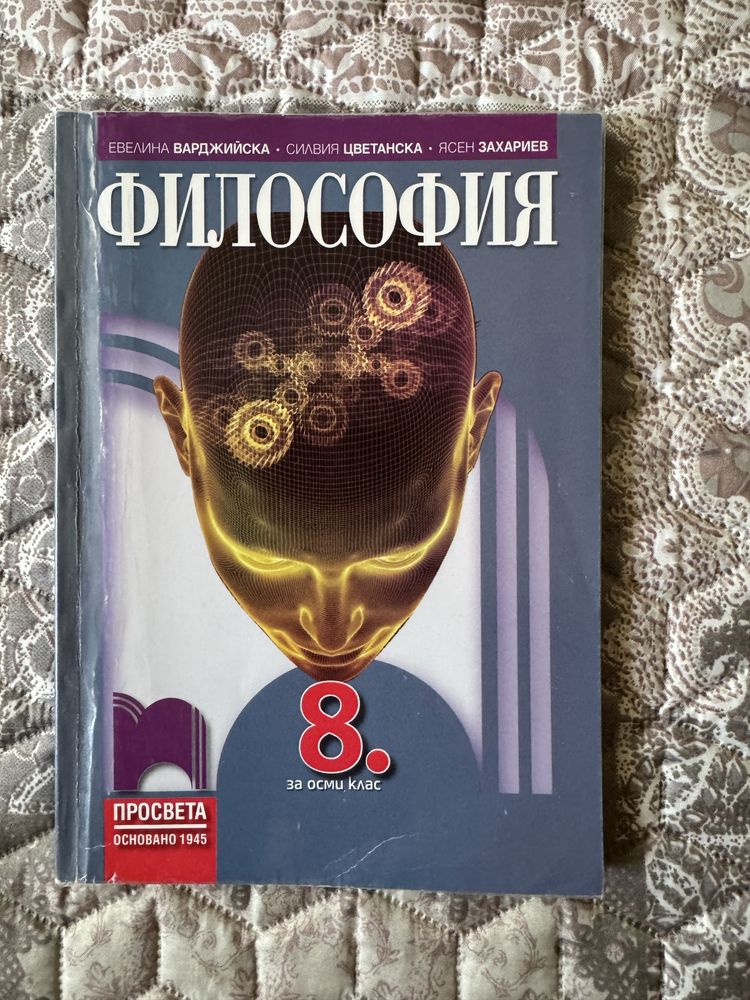 ЕВЕЛИНА ВАРДЖИЙСКА • СИЛВИЯ ЦВЕТАНСКА • ЯСЕН ЗАХАРИЕВ
ФИЛОСОФИЯ
8.
за осми клас
ПРОСВЕТА
ОСНОВАНО 1945